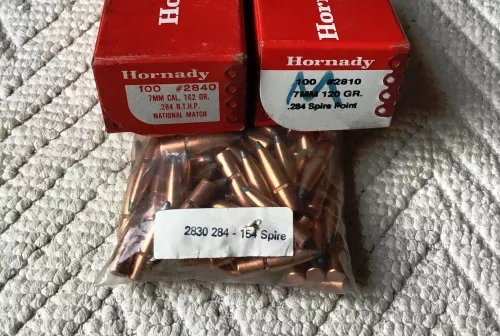 Hornady
100 #2840
7MM CAL. 162 GR.
.284 B.T.H.P.
NATIONAL MATCH
Hornady
100 #2810
7MM 120 GR.
.284 Spire Point
2830 284 - 154 Spire